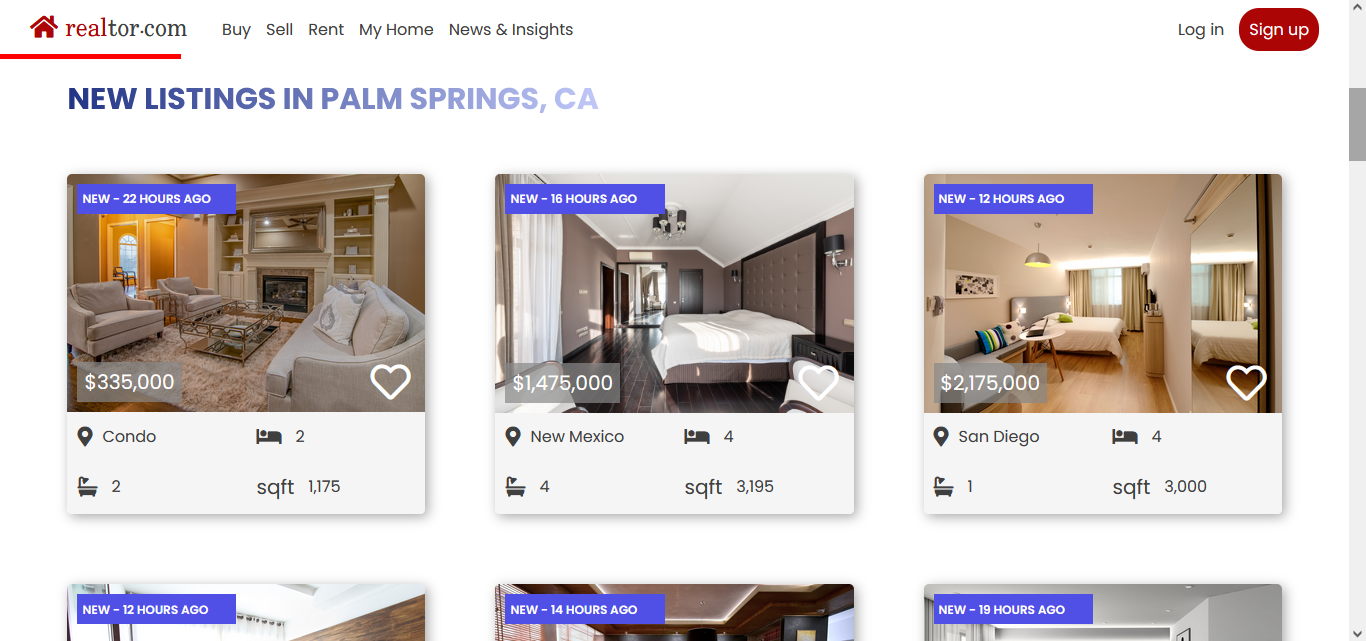 realtor.com Buy Sell Rent My Home News & Insights Log in Sign up
NEW LISTINGS IN PALM SPRINGS, CA
NEW - 22 HOURS AGO
$335,000
Condo 2
2 sqft 1,175
NEW - 16 HOURS AGO
$1,475,000
New Mexico 4
4 sqft 3,195
NEW - 12 HOURS AGO
$2,175,000
San Diego 4
1 sqft 3,000
NEW - 12 HOURS AGO
NEW - 14 HOURS AGO
NEW - 19 HOURS AGO